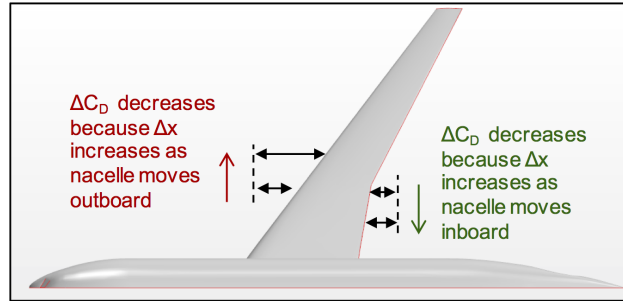 ΔC_D decreases
because Δx
increases as
nacelle moves
outboard
ΔC_D decreases
because Δx
increases as
nacelle moves
inboard